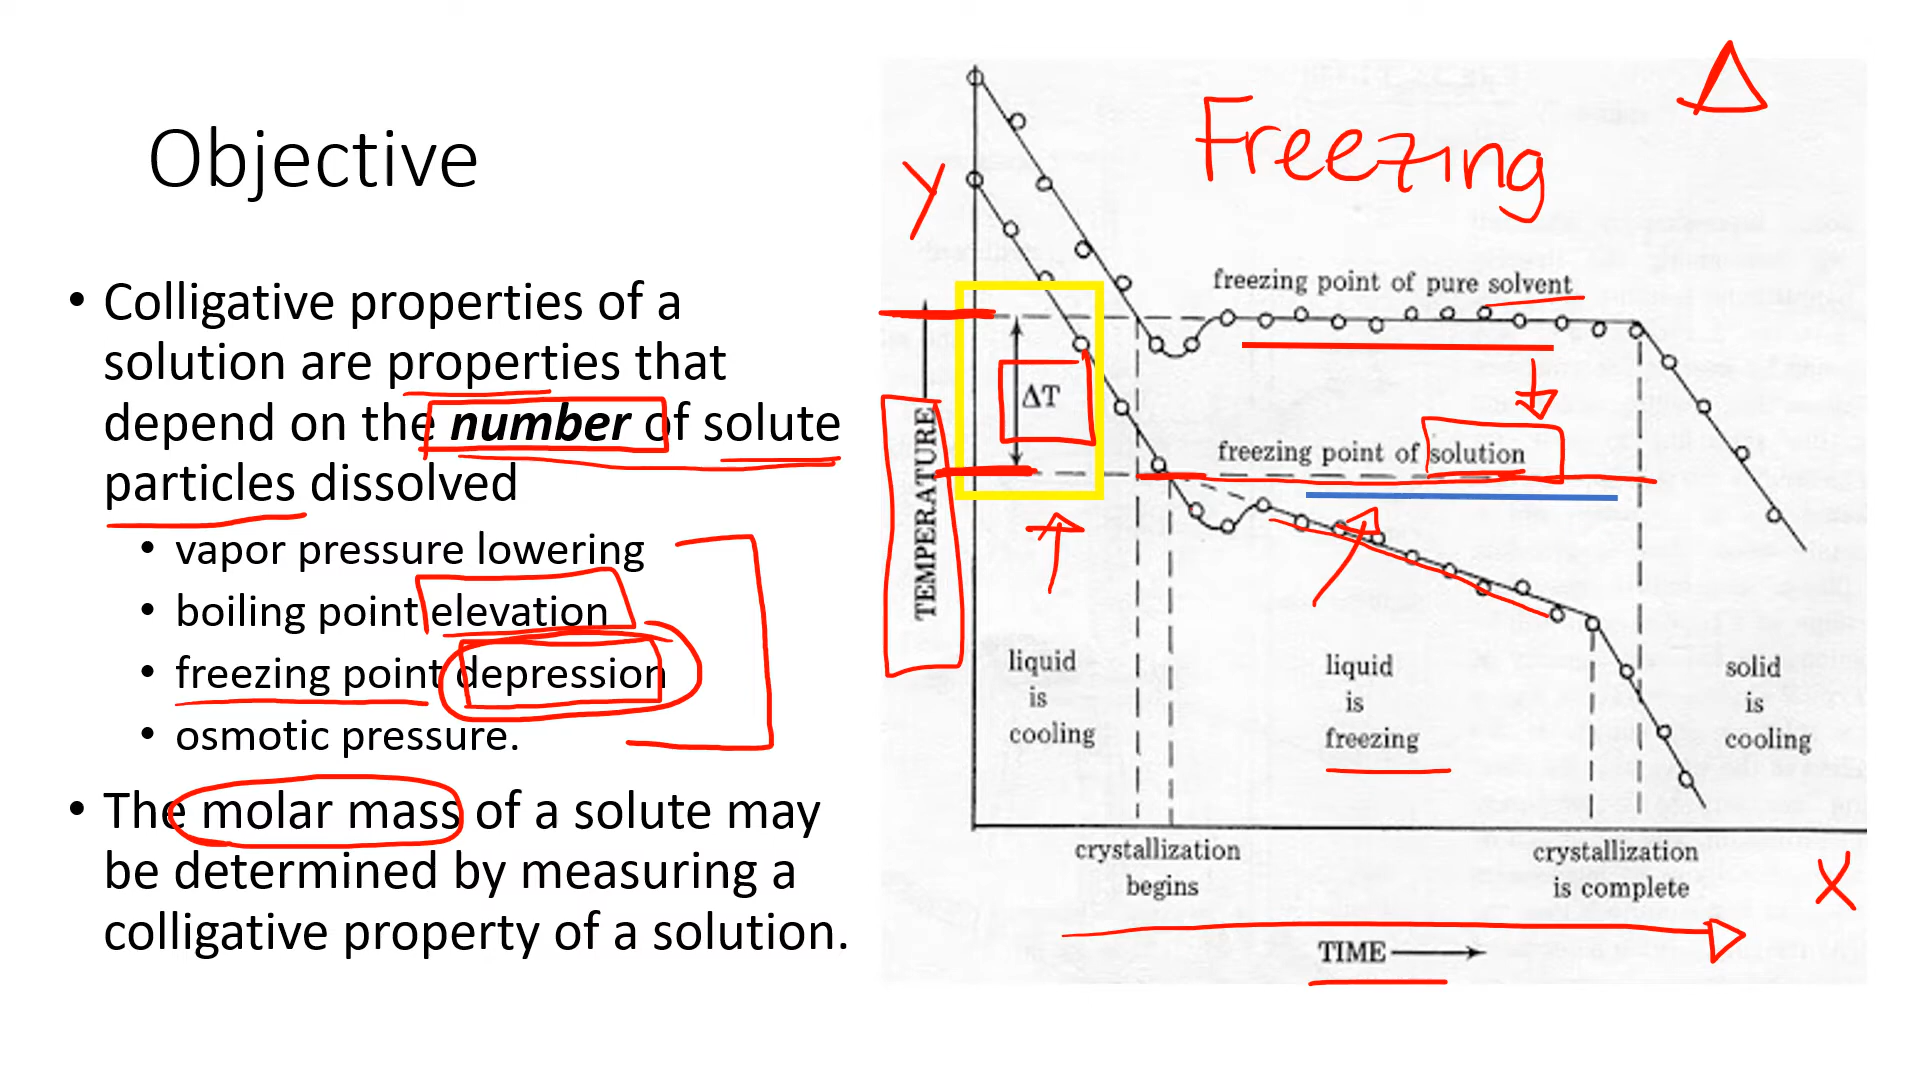 Objective
• Colligative properties of a
solution are properties that
depend on the number of solute
particles dissolved
• vapor pressure lowering
• boiling point elevation
• freezing point depression
• osmotic pressure.
• The molar mass of a solute may
be determined by measuring a
colligative property of a solution.
Δ
Freezing
Y
freezing point of pure solvent
ΔT
freezing point of solution
TEMPERATURE
liquid
is
cooling
liquid
is
freezing
solid
is
cooling
crystallization
begins
crystallization
is complete
X
TIME